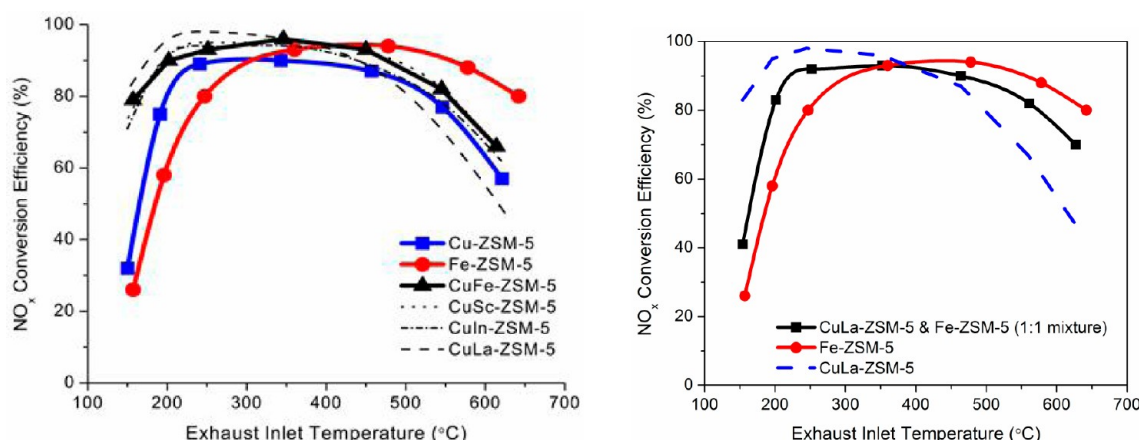 100
80
60
40
20
0
NOx Conversion Efficiency (%)
Cu-ZSM-5
Fe-ZSM-5
CuFe-ZSM-5
CuSc-ZSM-5
CuIn-ZSM-5
CuLa-ZSM-5
100 200 300 400 500 600 700
Exhaust Inlet Temperature (°C)
100
80
60
40
20
0
NOx Conversion Efficiency (%)
CuLa-ZSM-5 & Fe-ZSM-5 (1:1 mixture)
Fe-ZSM-5
CuLa-ZSM-5
100 200 300 400 500 600 700
Exhaust Inlet Temperature (°C)